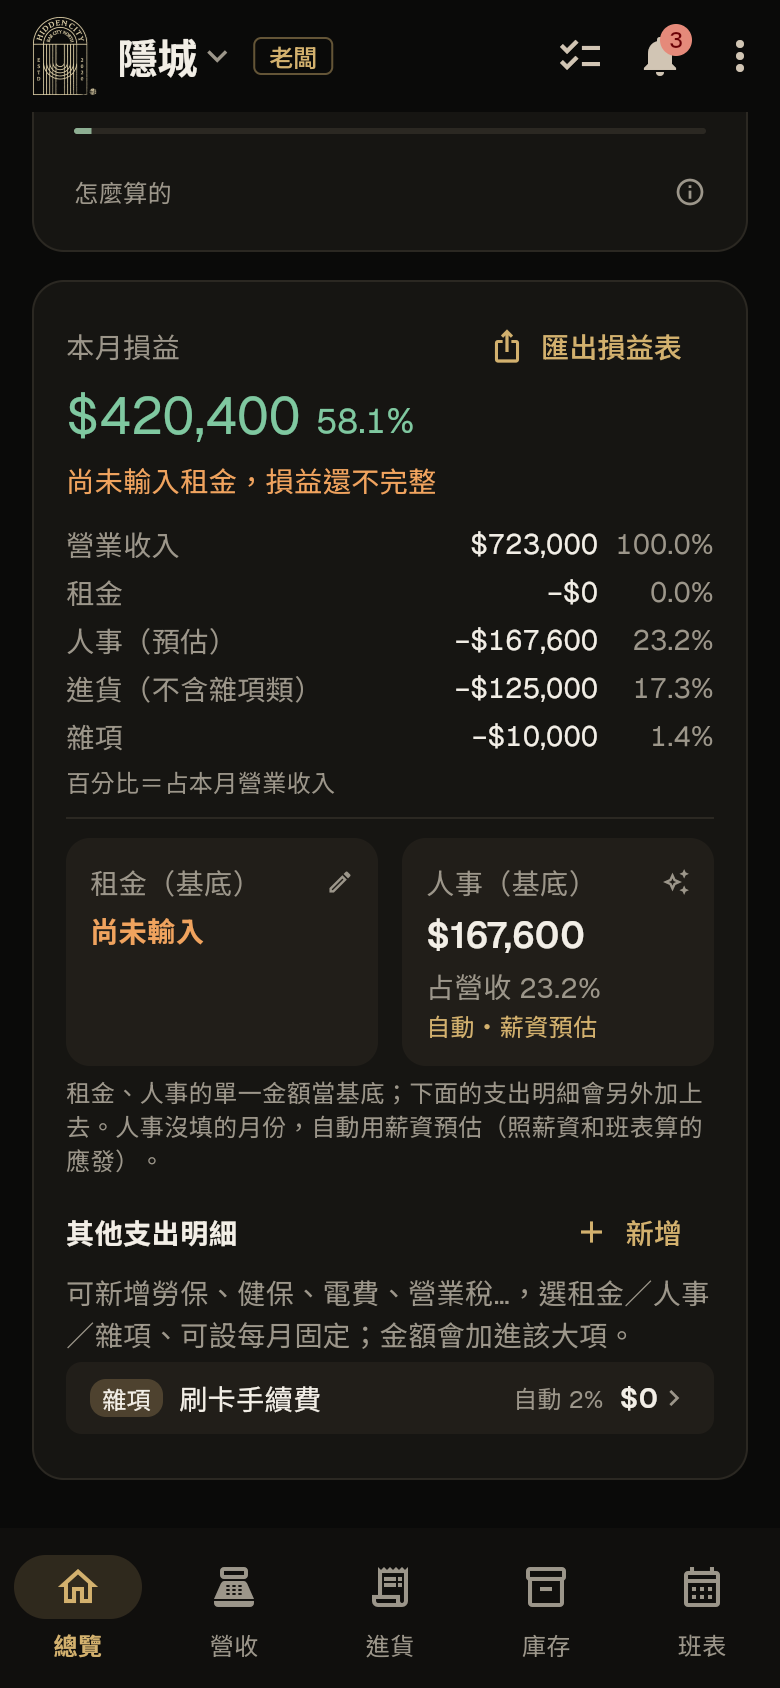 HIDDENCITY
隱城
老闆
3
怎麼算的
本月損益
匯出損益表
$420,400 58.1%
尚未輸入租金，損益還不完整
營業收入 $723,000 100.0%
租金 −$0 0.0%
人事（預估） −$167,600 23.2%
進貨（不含雜項類） −$125,000 17.3%
雜項 −$10,000 1.4%
百分比＝占本月營業收入
租金（基底）
尚未輸入
人事（基底）
$167,600
占營收 23.2%
自動・薪資預估
租金、人事的單一金額當基底；下面的支出明細會另外加上
去。人事沒填的月份，自動用薪資預估（照薪資和班表算的
應發）。
其他支出明細
新增
可新增勞保、健保、電費、營業稅…，選租金／人事
／雜項、可設每月固定；金額會加進該大項。
雜項 刷卡手續費 自動 2% $0
總覽
營收
進貨
庫存
班表